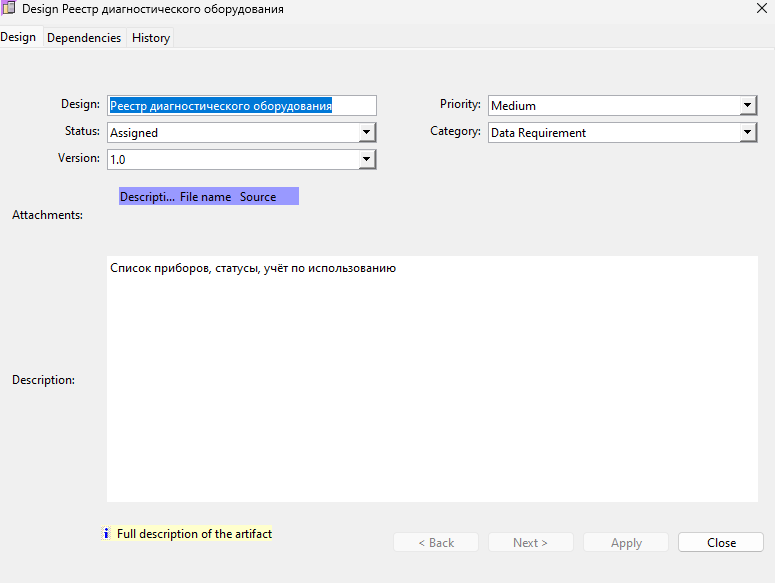 Design Реестр диагностического оборудования
Design Dependencies History
Design: Реестр диагностического оборудования Priority: Medium
Status: Assigned Category: Data Requirement
Version: 1.0
Descripti... File name Source
Attachments:
Список приборов, статусы, учёт по использованию
Description:
Full description of the artifact
< Back Next > Apply Close